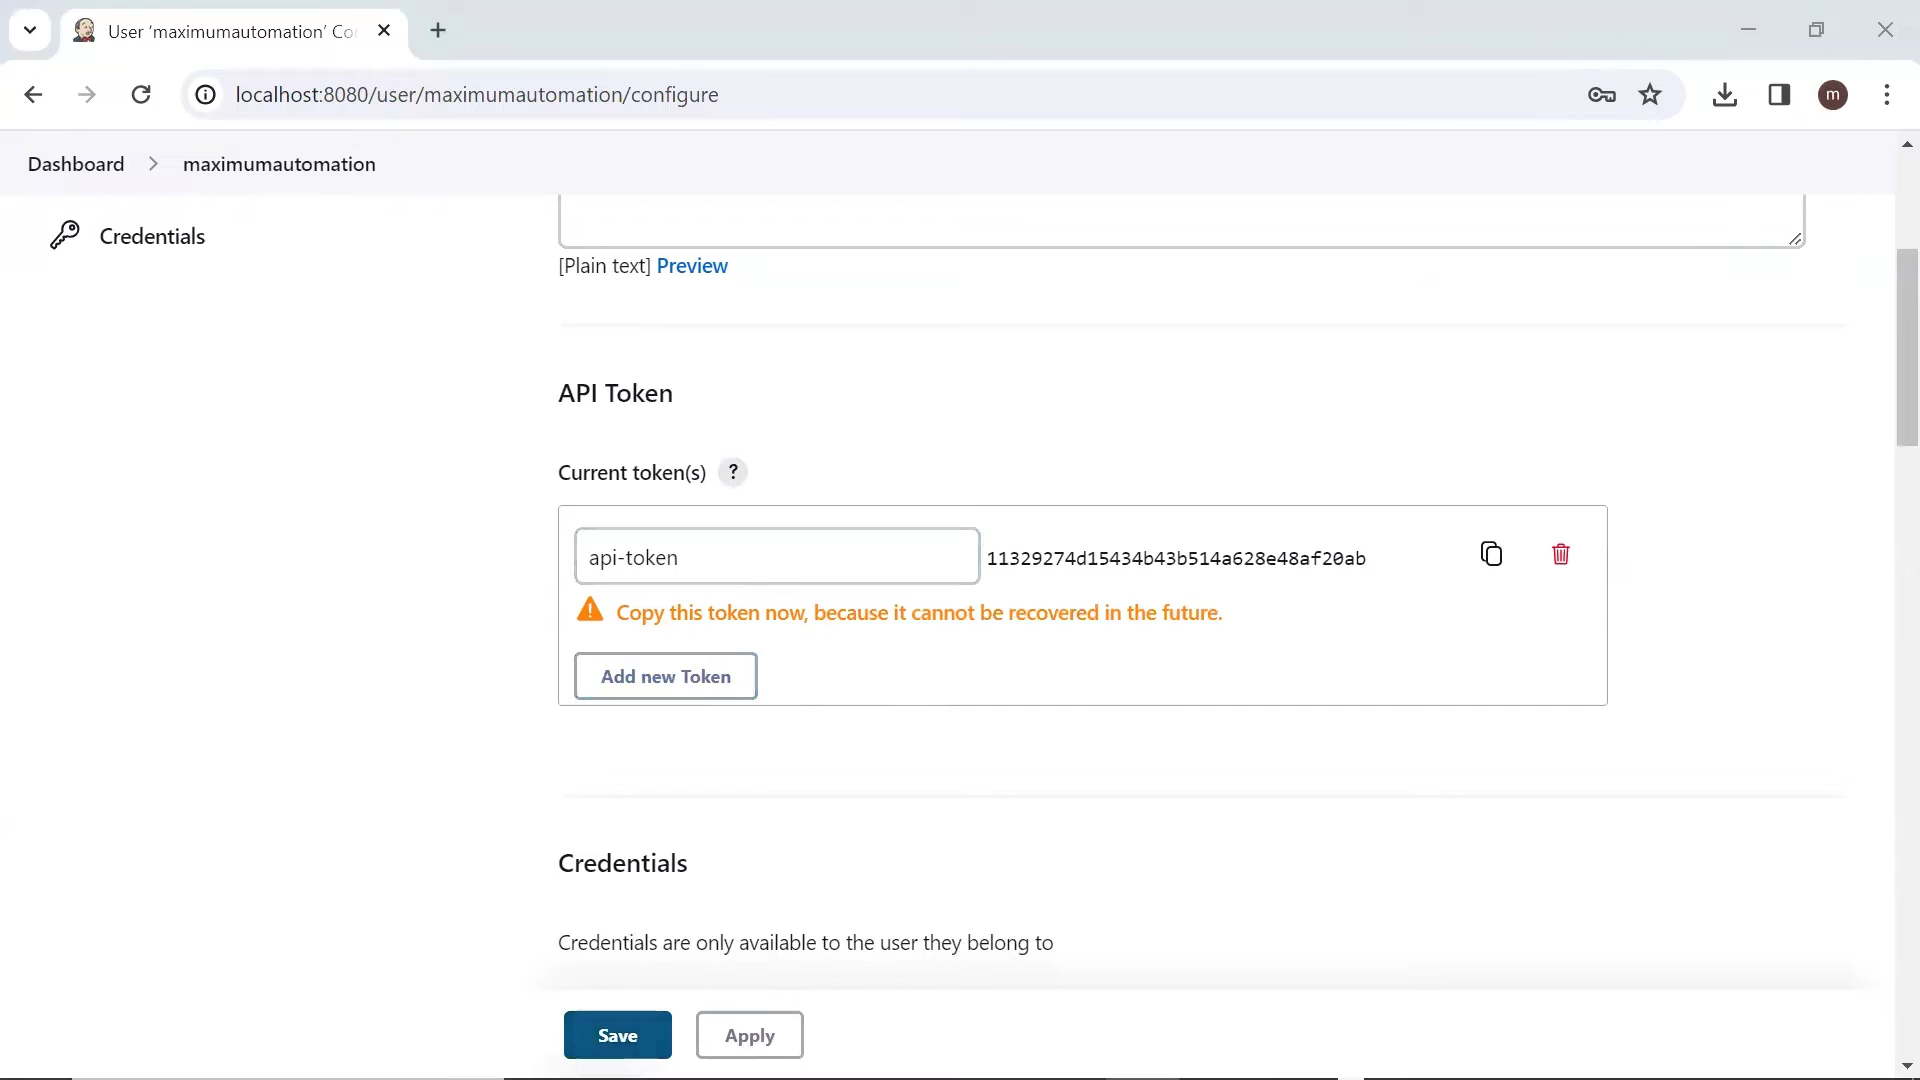 User ‘maximumautomation’ Co
localhost:8080/user/maximumautomation/configure
m
Dashboard > maximumautomation
Credentials
[Plain text] Preview
API Token
Current token(s) ?
api-token 11329274d15434b43b514a628e48af20ab
Copy this token now, because it cannot be recovered in the future.
Add new Token
Credentials
Credentials are only available to the user they belong to
Save Apply